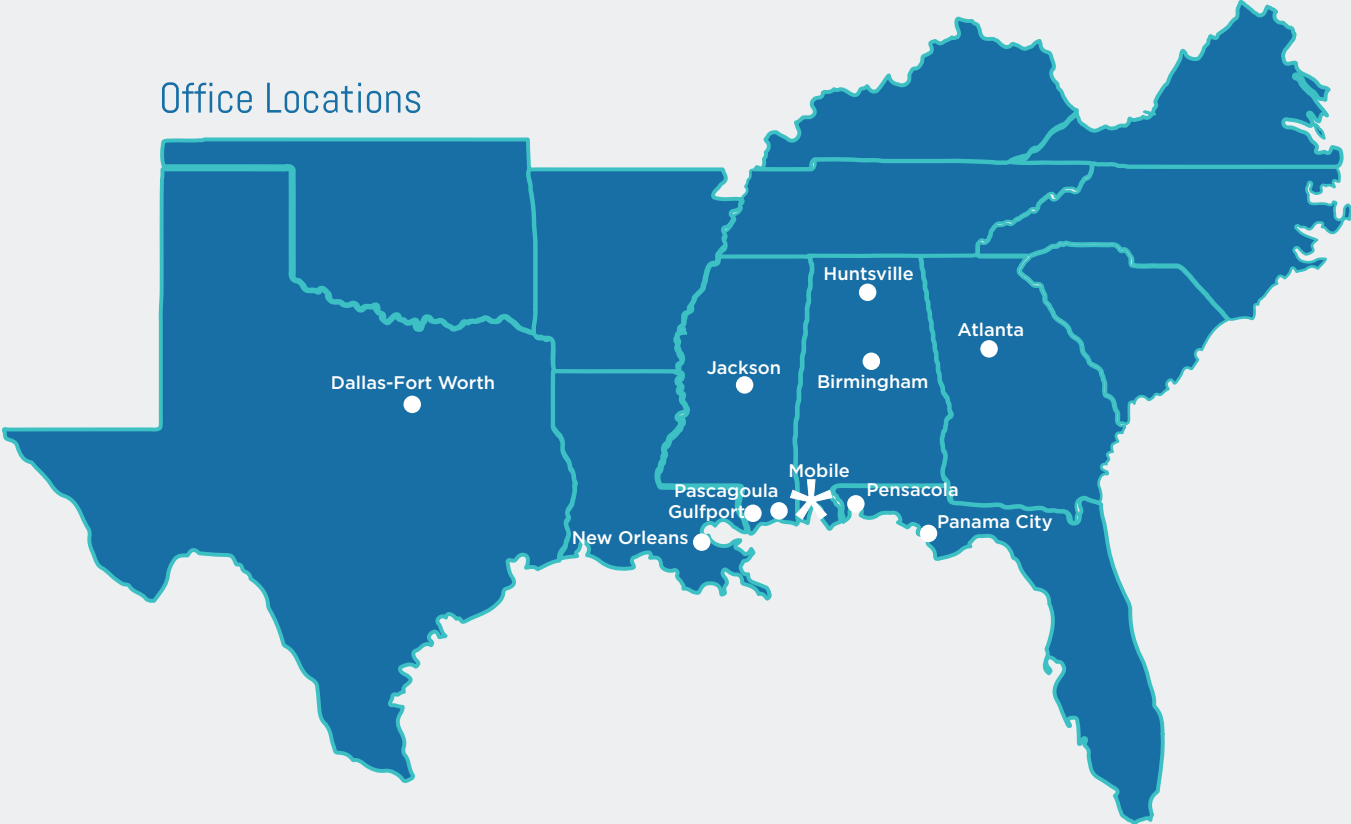 Office Locations
Huntsville
Atlanta
Jackson
Birmingham
Dallas-Fort Worth
Mobile
Pascagoula
Pensacola
Gulfport
Panama City
New Orleans